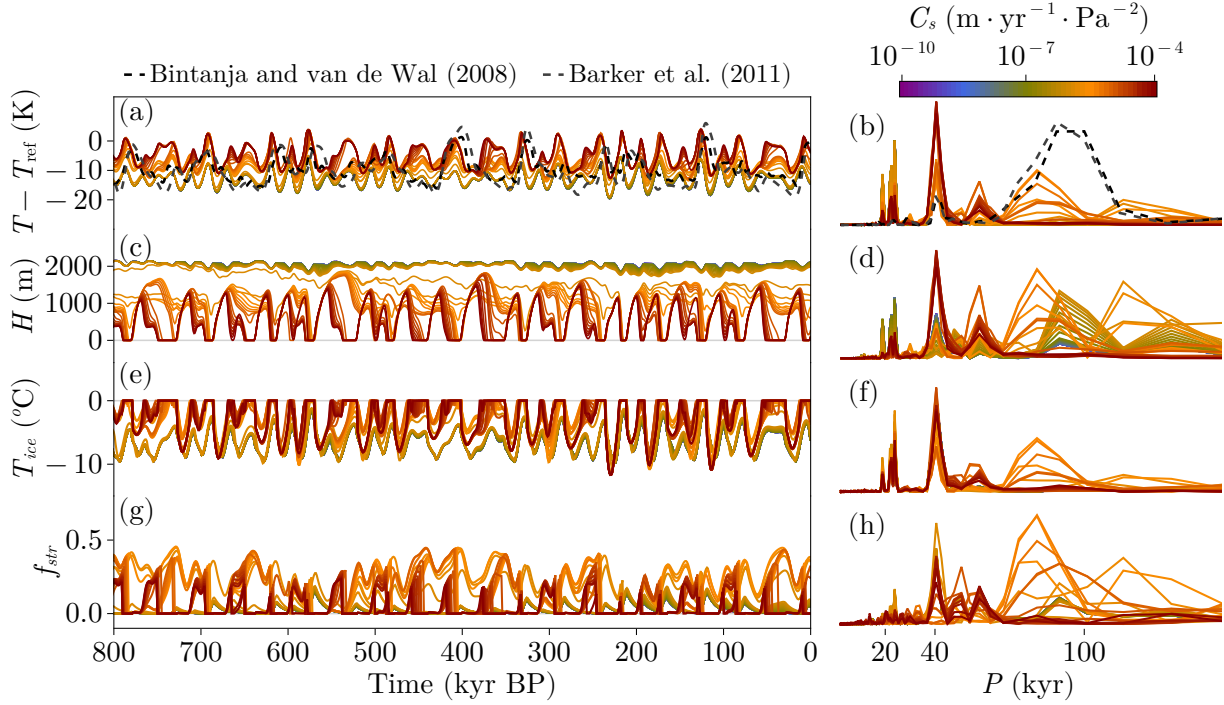 C_s (m · yr⁻¹ · Pa⁻²)
10⁻¹⁰ 10⁻⁷ 10⁻⁴
Bintanja and van de Wal (2008) Barker et al. (2011)
(a)
T − T_ref (K)
0
−10
−20
(b)
(c)
H (m)
2000
1000
0
(d)
(e)
T_ice (°C)
0
−10
(f)
(g)
f_str
0.5
0.0
(h)
800 700 600 500 400 300 200 100 0
Time (kyr BP)
20 40 100
P (kyr)